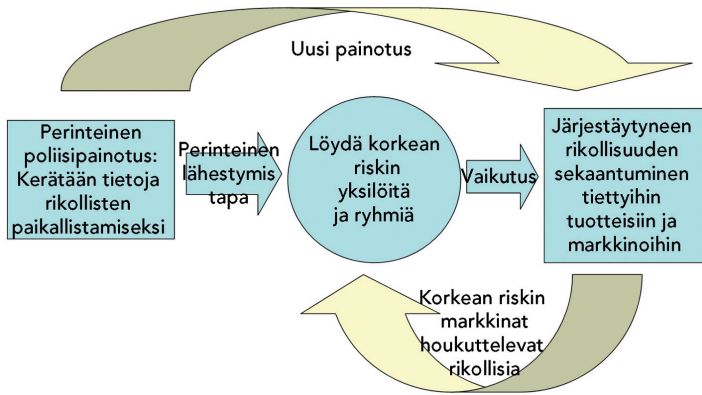 Uusi painotus
Perinteinen
poliisipainotus:
Kerätään tietoja
rikollisten
paikallistamiseksi
Perinteinen
lähestymis
tapa
Löydä korkean
riskin
yksilöitä
ja ryhmiä
Vaikutus
Järjestäytyneen
rikollisuuden
sekaantuminen
tiettyihin
tuotteisiin ja
markkinoihin
Korkean riskin
markkinat
houkuttelevat
rikollisia